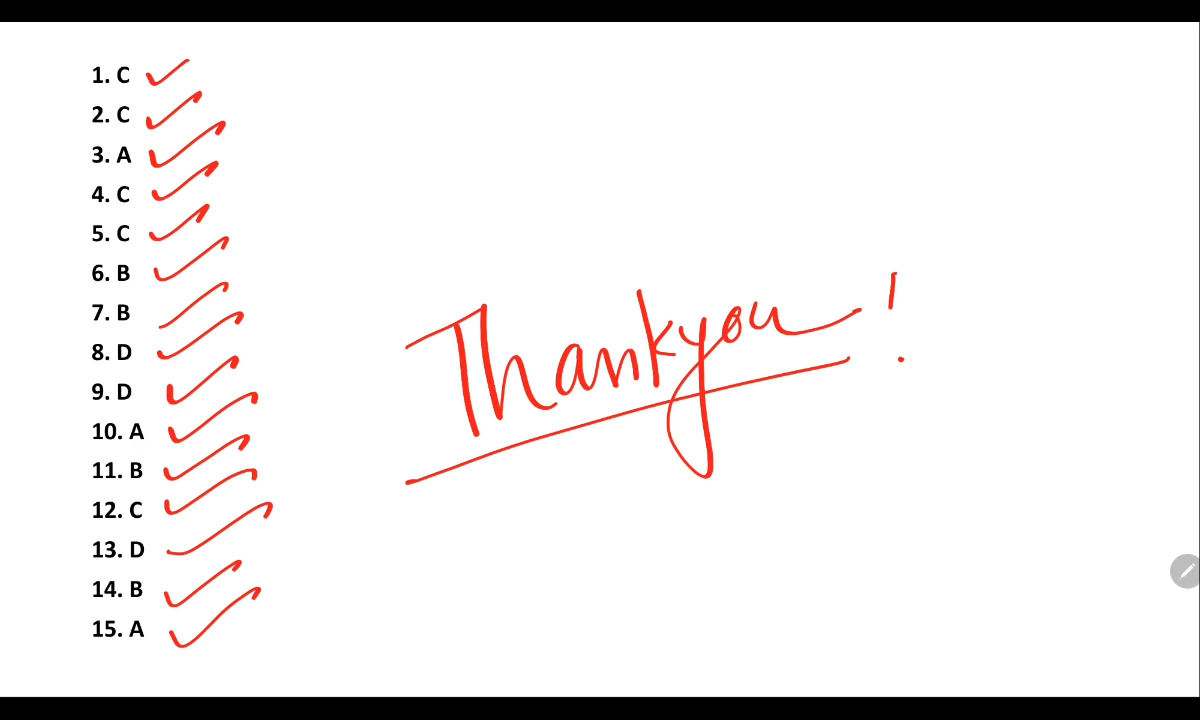 1. C
2. C
3. A
4. C
5. C
6. B
7. B
8. D
9. D
10. A
11. B
12. C
13. D
14. B
15. A
Thankyou!